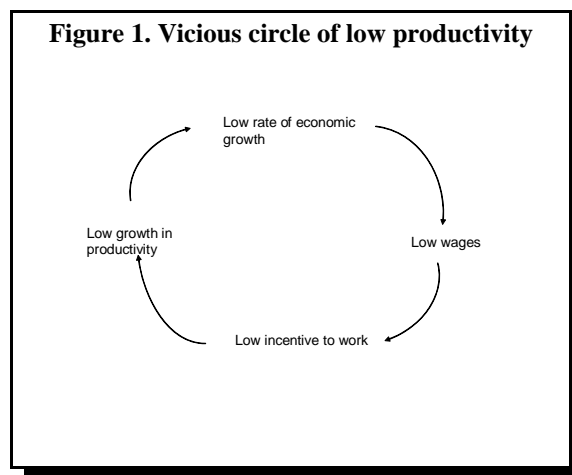 Figure 1. Vicious circle of low productivity
Low rate of economic
growth
Low growth in
productivity
Low wages
Low incentive to work